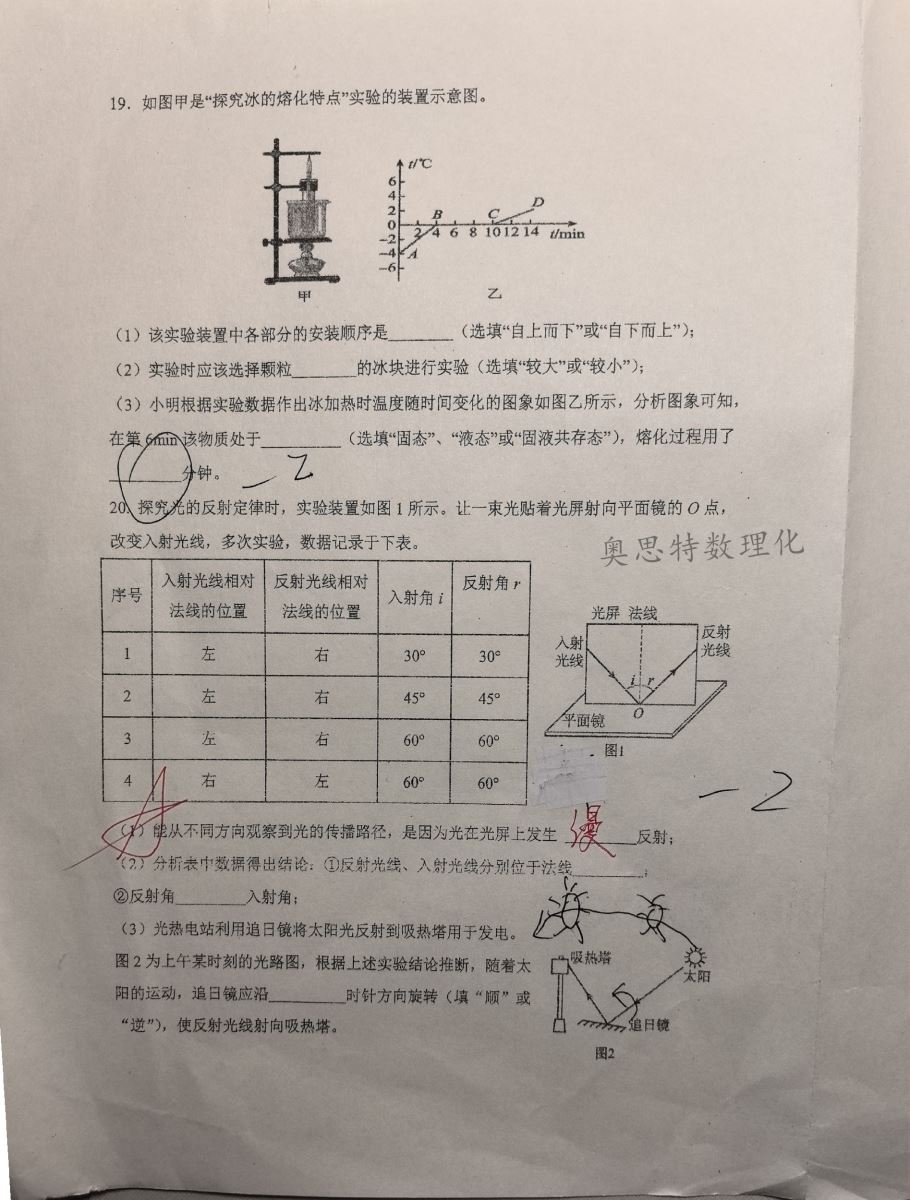 19. 如图甲是“探究冰的熔化特点”实验的装置示意图。
t/℃
6
4
2
0
-2
-4
-6
A
B
C
D
2 4 6 8 10 12 14 t/min
甲
乙
(1)该实验装置中各部分的安装顺序是________(选填“自上而下”或“自下而上”);
(2)实验时应该选择颗粒________的冰块进行实验(选填“较大”或“较小”);
(3)小明根据实验数据作出冰加热时温度随时间变化的图象如图乙所示,分析图象可知,
在第 6min 该物质处于________(选填“固态”、“液态”或“固液共存态”),熔化过程用了
________分钟。
-2
20. 探究光的反射定律时,实验装置如图 1 所示。让一束光贴着光屏射向平面镜的 O 点,
改变入射光线,多次实验,数据记录于下表。
奥思特数理化
序号 入射光线相对法线的位置 反射光线相对法线的位置 入射角 i 反射角 r
1 左 右 30° 30°
2 左 右 45° 45°
3 左 右 60° 60°
4 右 左 60° 60°
光屏 法线
入射光线
反射光线
i r
O
平面镜
图1
-2
(1)能从不同方向观察到光的传播路径,是因为光在光屏上发生 漫 反射;
(2)分析表中数据得出结论:①反射光线、入射光线分别位于法线________;
②反射角________入射角;
(3)光热电站利用追日镜将太阳光反射到吸热塔用于发电。
图 2 为上午某时刻的光路图,根据上述实验结论推断,随着太
阳的运动,追日镜应沿________时针方向旋转(填“顺”或
“逆”),使反射光线射向吸热塔。
吸热塔
太阳
追日镜
图2